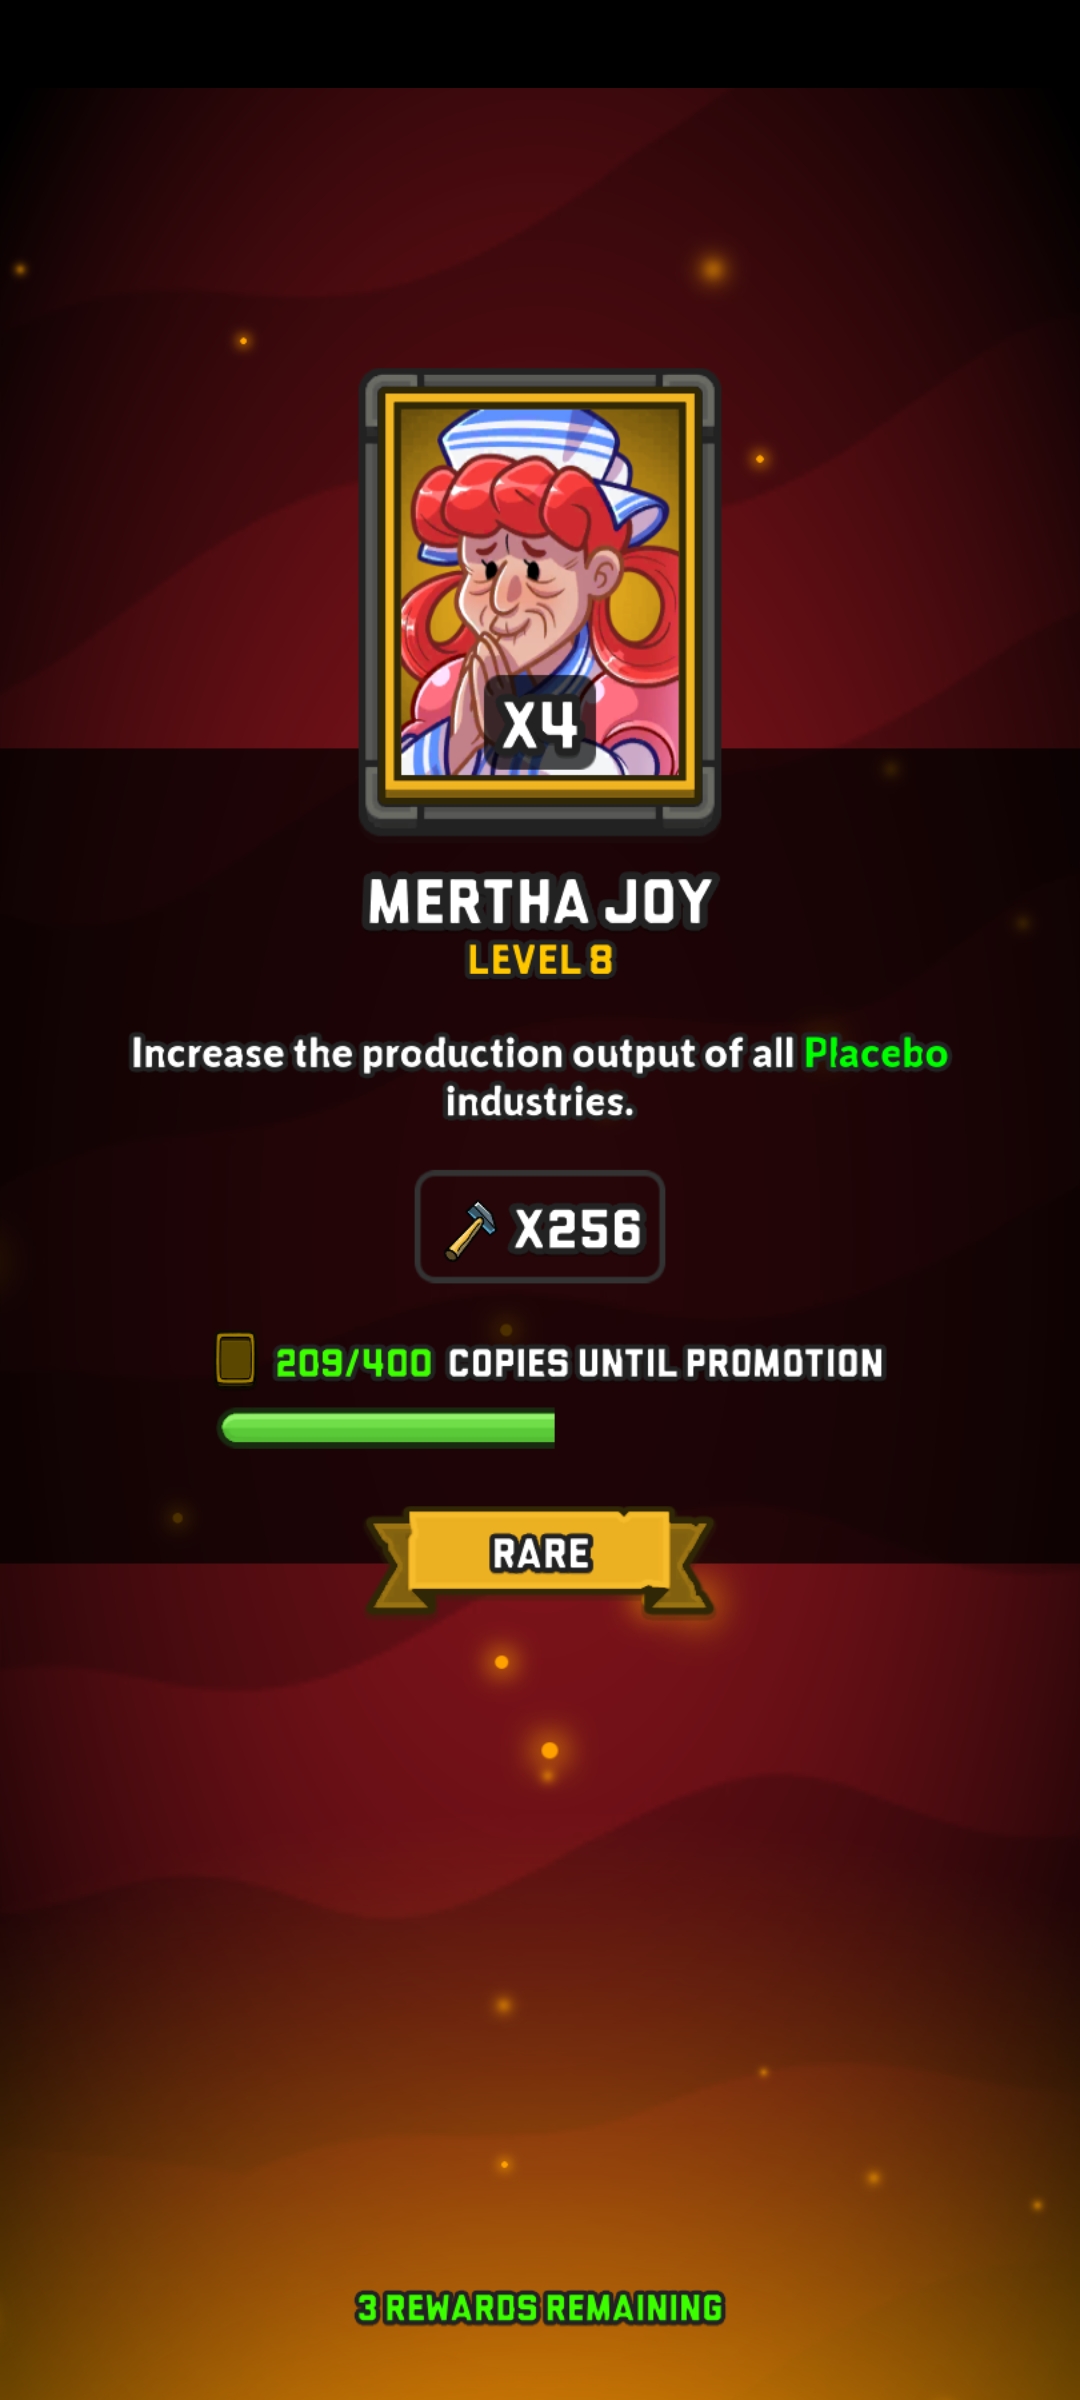 X4
MERTHA JOY
LEVEL 8
Increase the production output of all Placebo
industries.
X256
209/400 COPIES UNTIL PROMOTION
RARE
3 REWARDS REMAINING